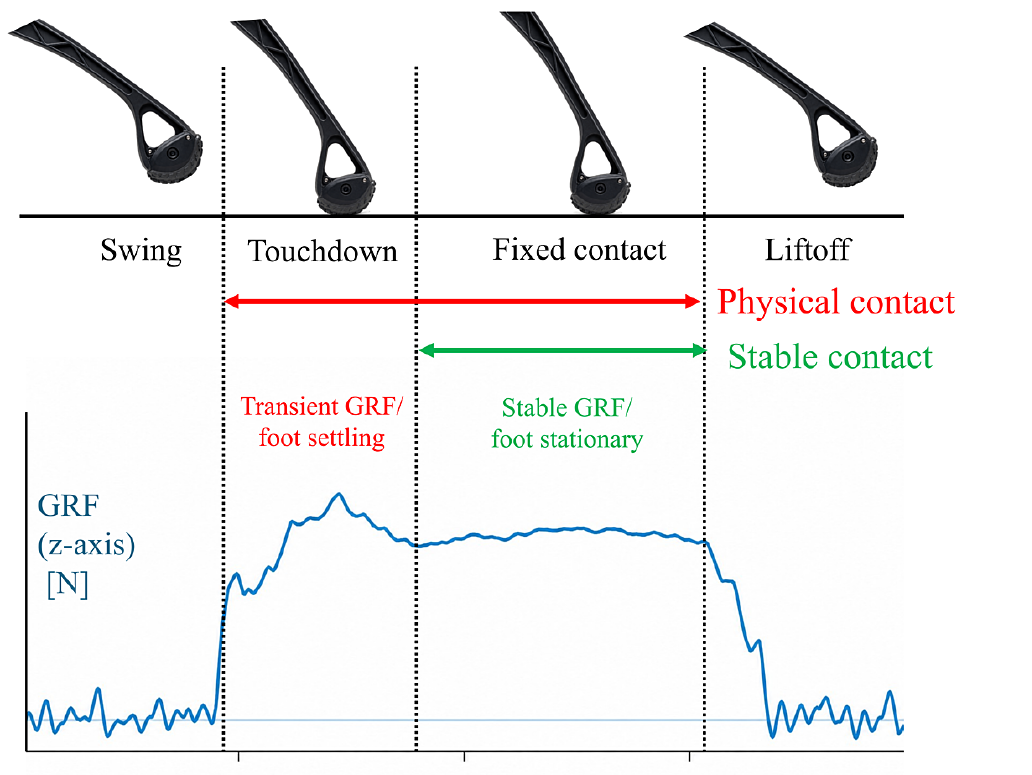 Swing
Touchdown
Fixed contact
Liftoff
Physical contact
Stable contact
Transient GRF/
foot settling
Stable GRF/
foot stationary
GRF
(z-axis)
[N]